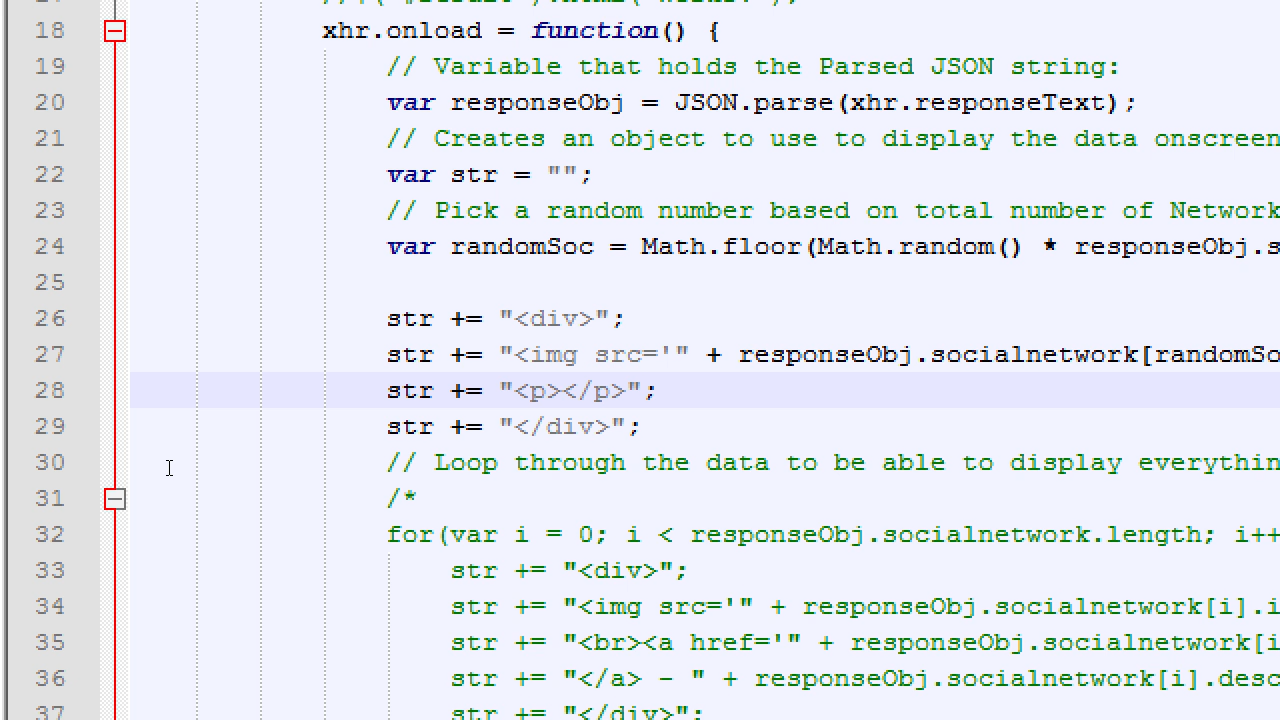 18 xhr.onload = function() {
19 // Variable that holds the Parsed JSON string:
20 var responseObj = JSON.parse(xhr.responseText);
21 // Creates an object to use to display the data onscreen
22 var str = "";
23 // Pick a random number based on total number of Network
24 var randomSoc = Math.floor(Math.random() * responseObj.s
25
26 str += "<div>";
27 str += "<img src='" + responseObj.socialnetwork[randomSo
28 str += "<p></p>";
29 str += "</div>";
30 // Loop through the data to be able to display everythin
31 /*
32 for(var i = 0; i < responseObj.socialnetwork.length; i++
33 str += "<div>";
34 str += "<img src='" + responseObj.socialnetwork[i].i
35 str += "<br><a href='" + responseObj.socialnetwork[i
36 str += "</a> - " + responseObj.socialnetwork[i].desc
37 str += "</div>";